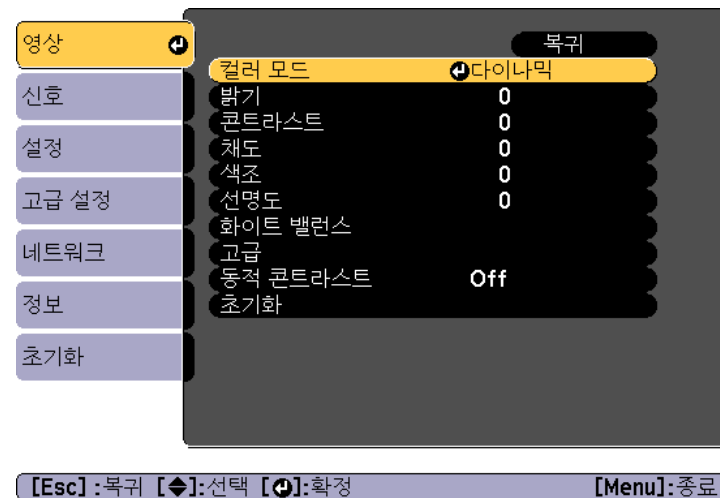 영상
신호
설정
고급 설정
네트워크
정보
초기화
복귀
컬러 모드 다이나믹
밝기 0
콘트라스트 0
채도 0
색조 0
선명도 0
화이트 밸런스
고급
동적 콘트라스트 Off
초기화
[Esc] :복귀 [◆]:선택 [↵]:확정 [Menu]:종료